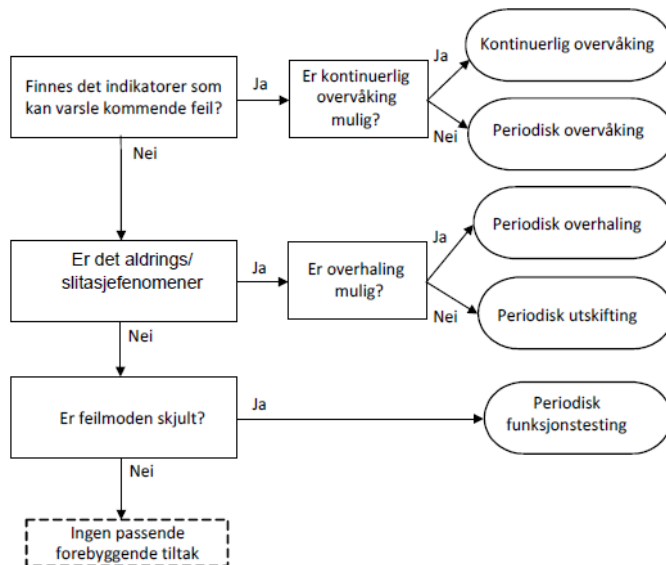 Finnes det indikatorer som
kan varsle kommende feil?
Ja
Er kontinuerlig
overvåking
mulig?
Ja
Kontinuerlig overvåking
Nei
Periodisk overvåking
Nei
Er det aldrings/
slitasjefenomener
Ja
Er overhaling
mulig?
Ja
Periodisk overhaling
Nei
Periodisk utskifting
Nei
Er feilmoden skjult?
Ja
Periodisk
funksjonstesting
Nei
Ingen passende
forebyggende tiltak